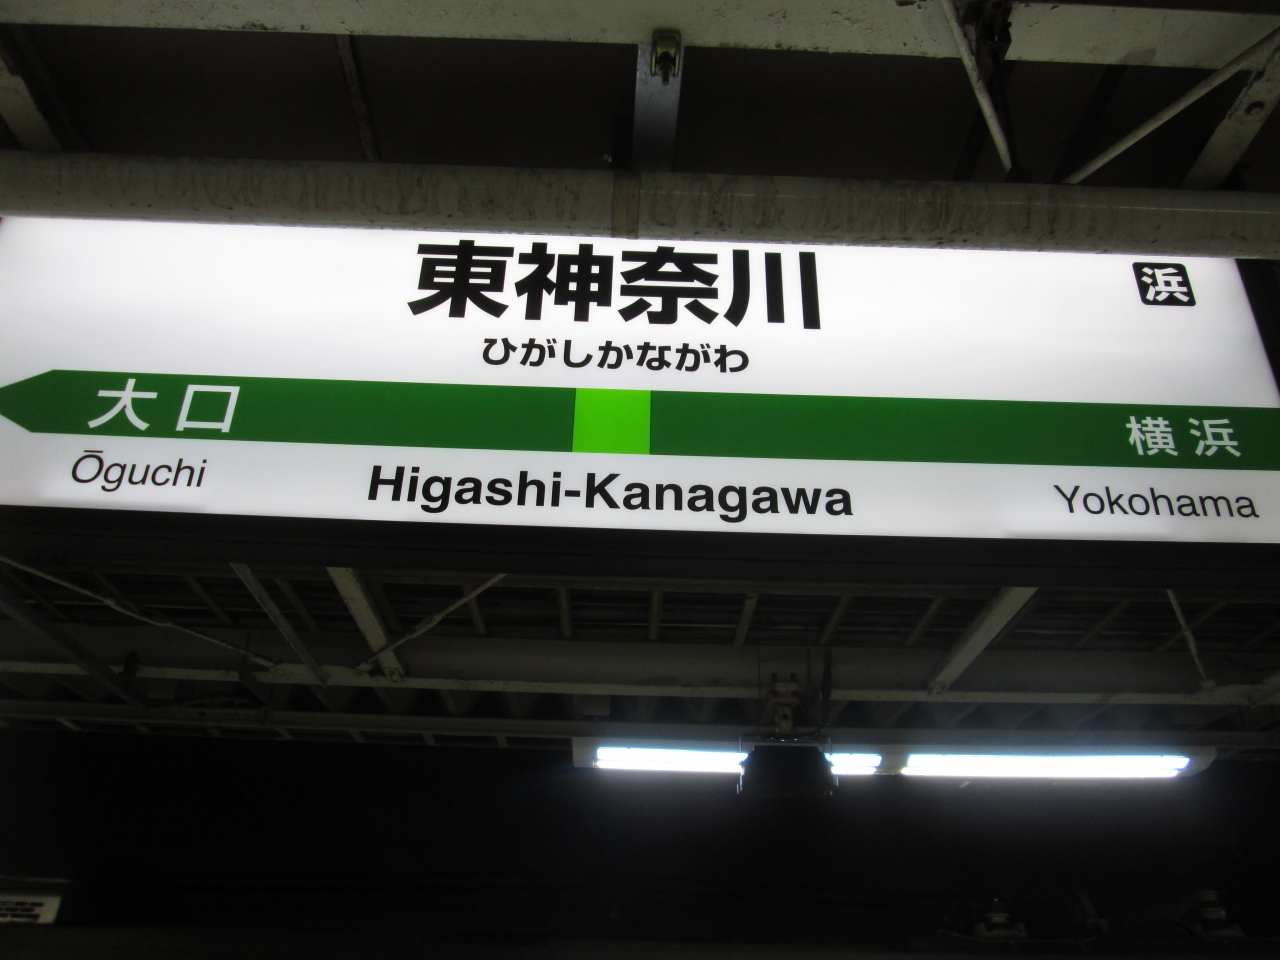 東神奈川
浜
ひがしかながわ
大口
横浜
Ōguchi
Higashi-Kanagawa
Yokohama